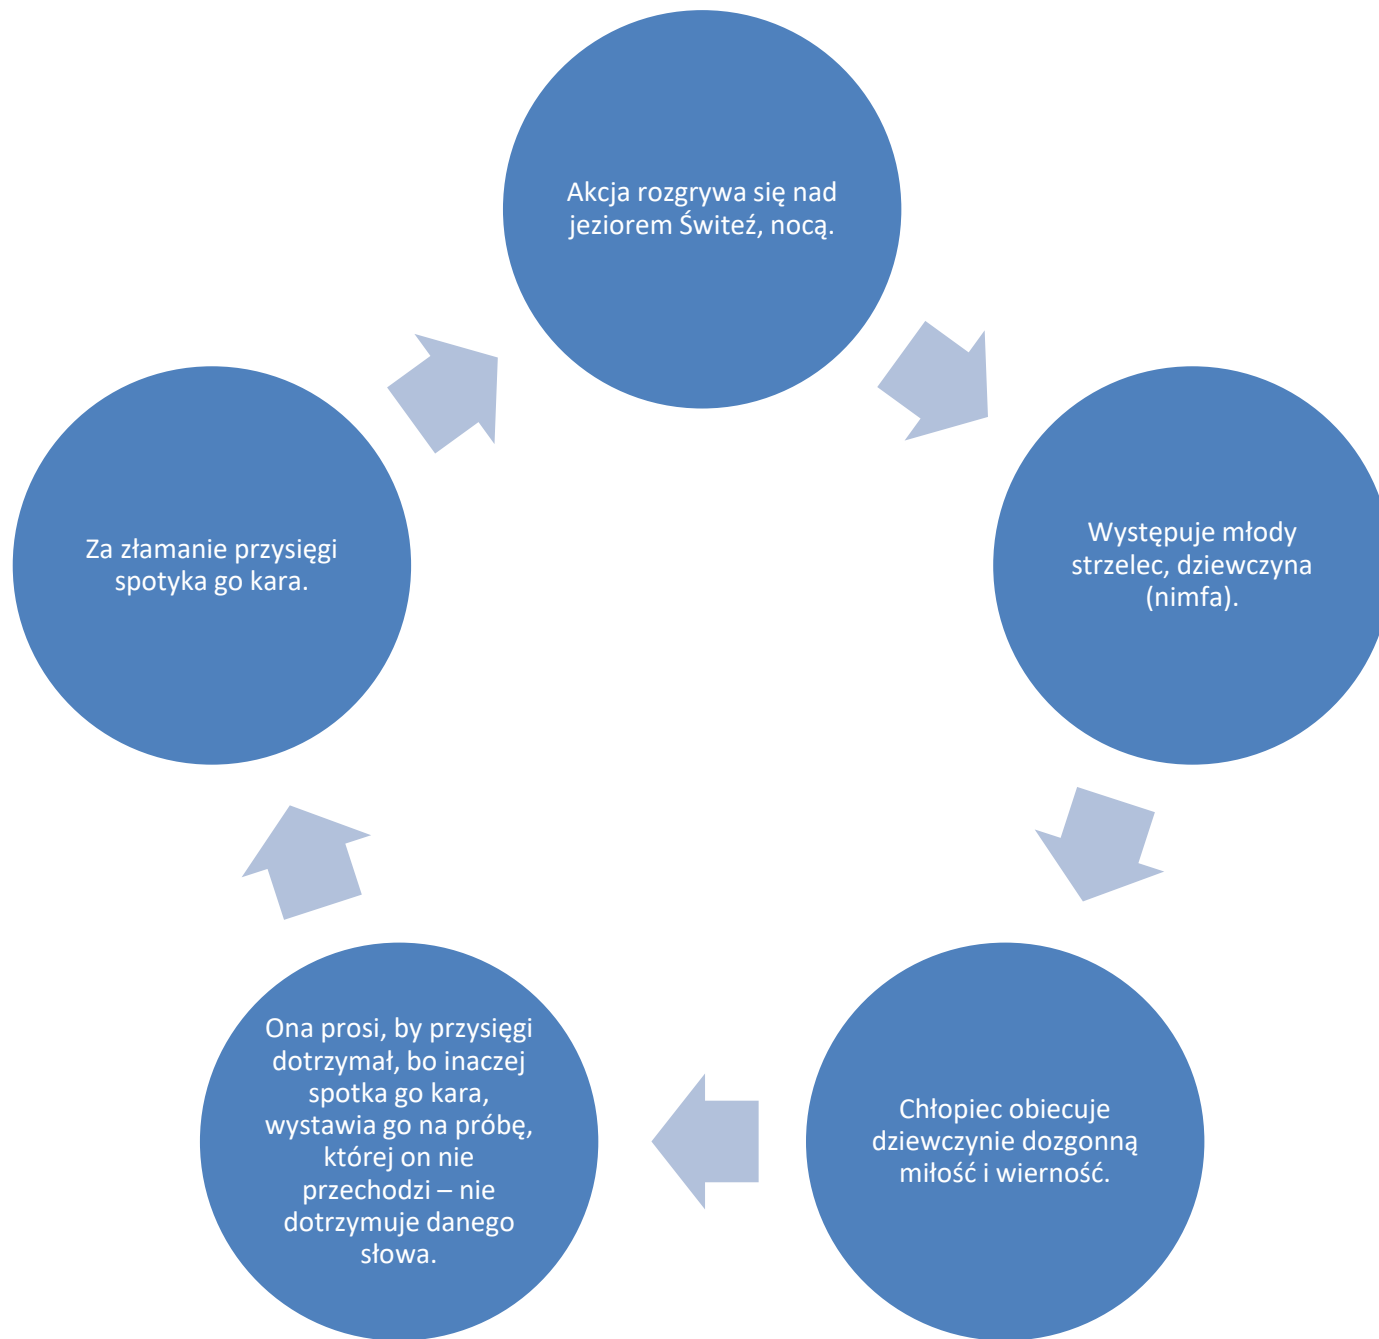 Akcja rozgrywa się nad
jeziorem Świteź, nocą.
Występuje młody
strzelec, dziewczyna
(nimfa).
Chłopiec obiecuje
dziewczynie dozgonną
miłość i wierność.
Ona prosi, by przysięgi
dotrzymał, bo inaczej
spotka go kara,
wystawia go na próbę,
której on nie
przechodzi – nie
dotrzymuje danego
słowa.
Za złamanie przysięgi
spotyka go kara.